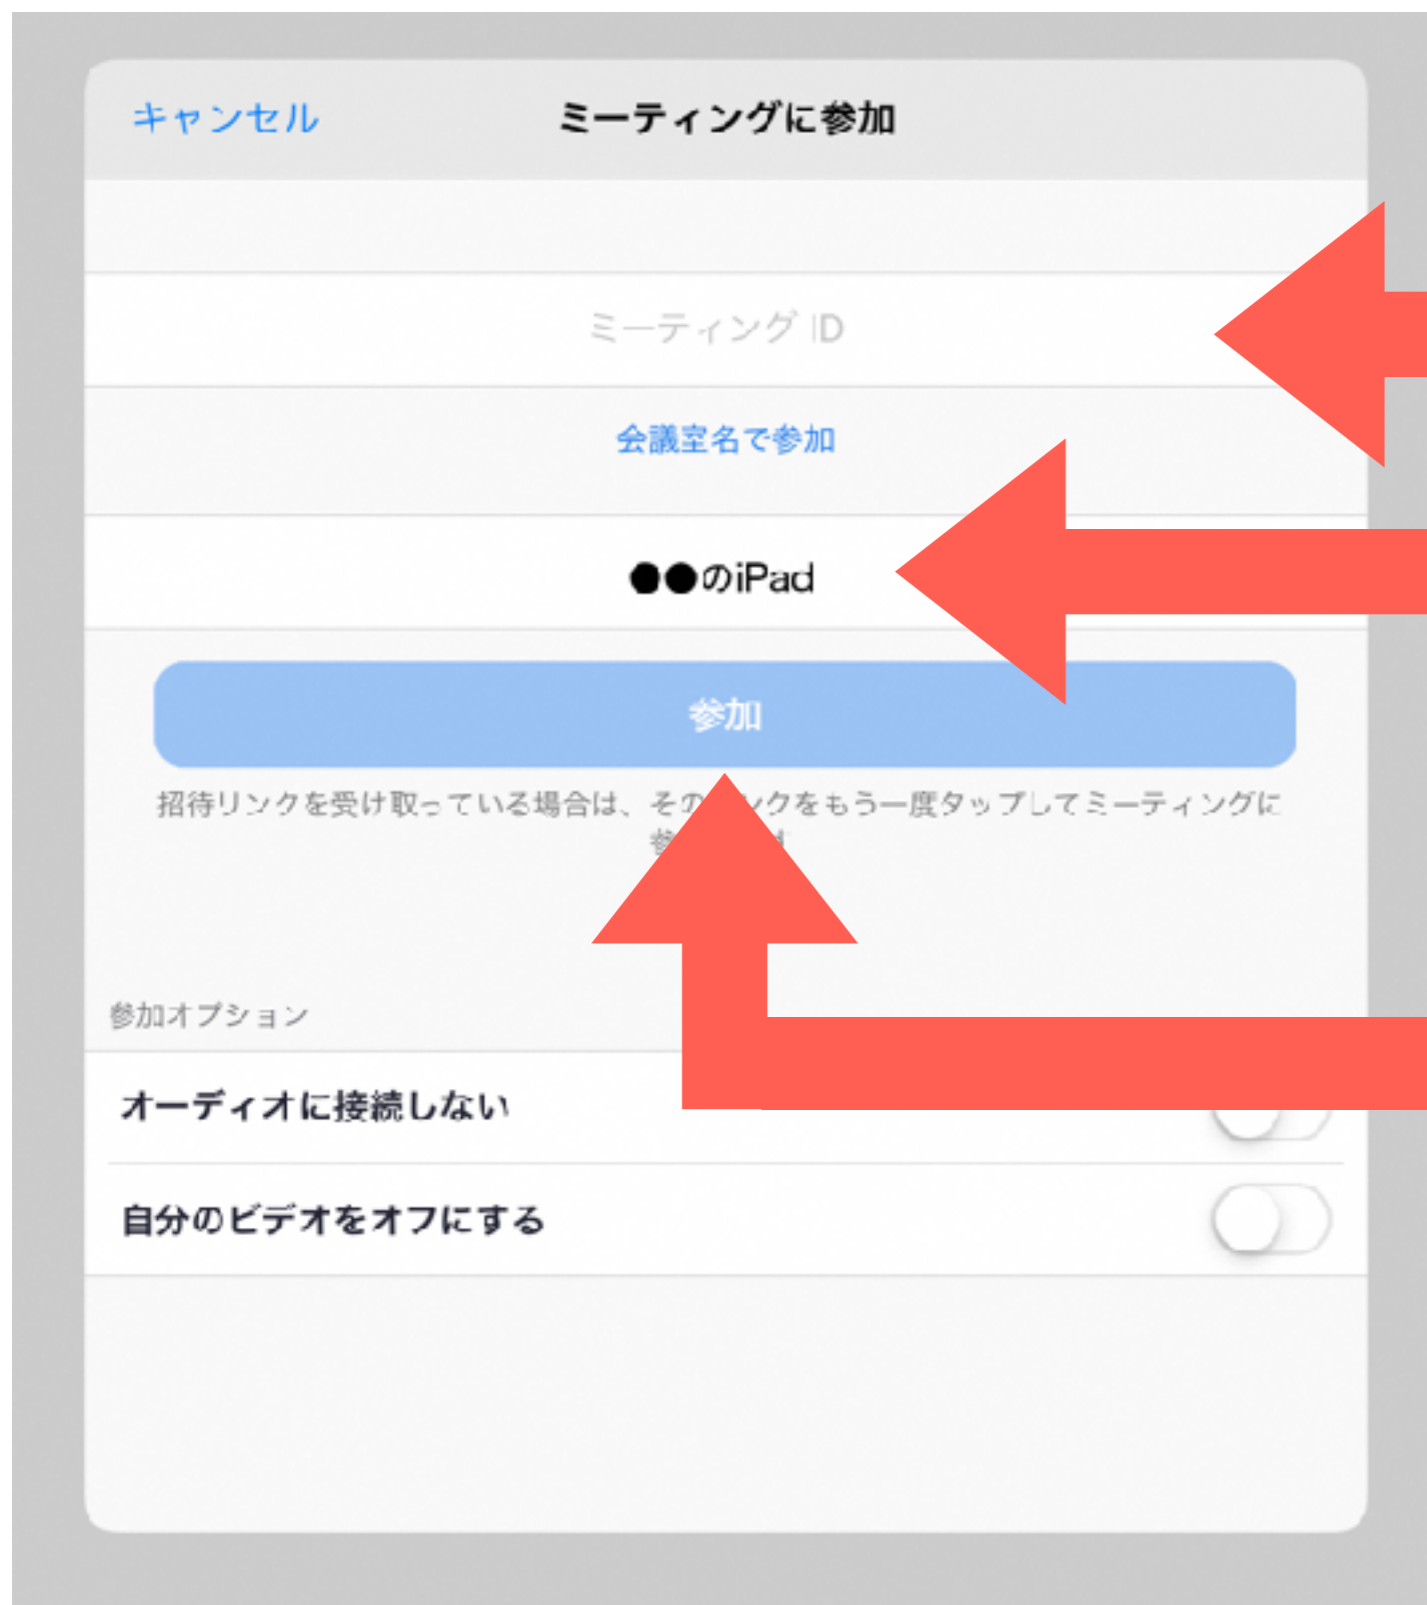 キャンセル
ミーティングに参加
ミーティング ID
会議室名で参加
●●のiPad
参加
招待リンクを受け取っている場合は、そのンクをもう一度タップしてミーティングに
参加オプション
オーディオに接続しない
自分のビデオをオフにする